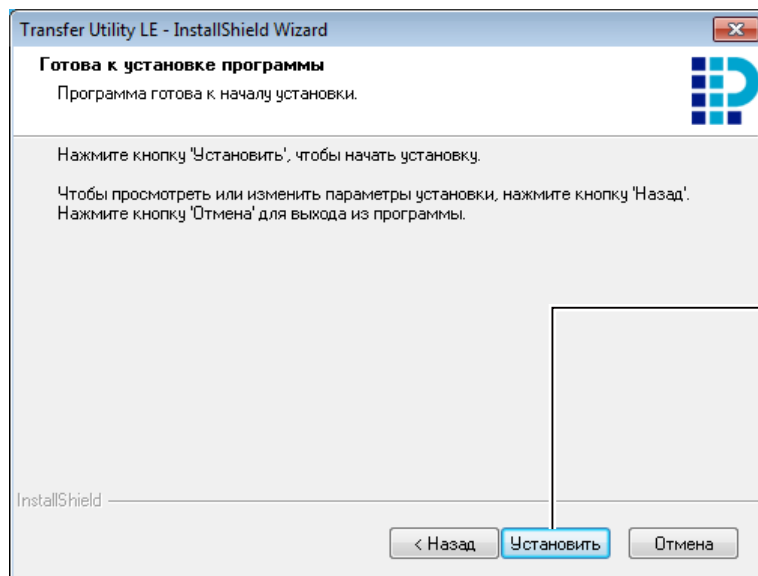 Transfer Utility LE - InstallShield Wizard
Готова к установке программы
Программа готова к началу установки.
Нажмите кнопку 'Установить', чтобы начать установку.
Чтобы просмотреть или изменить параметры установки, нажмите кнопку 'Назад'.
Нажмите кнопку 'Отмена' для выхода из программы.
InstallShield
< Назад Установить Отмена